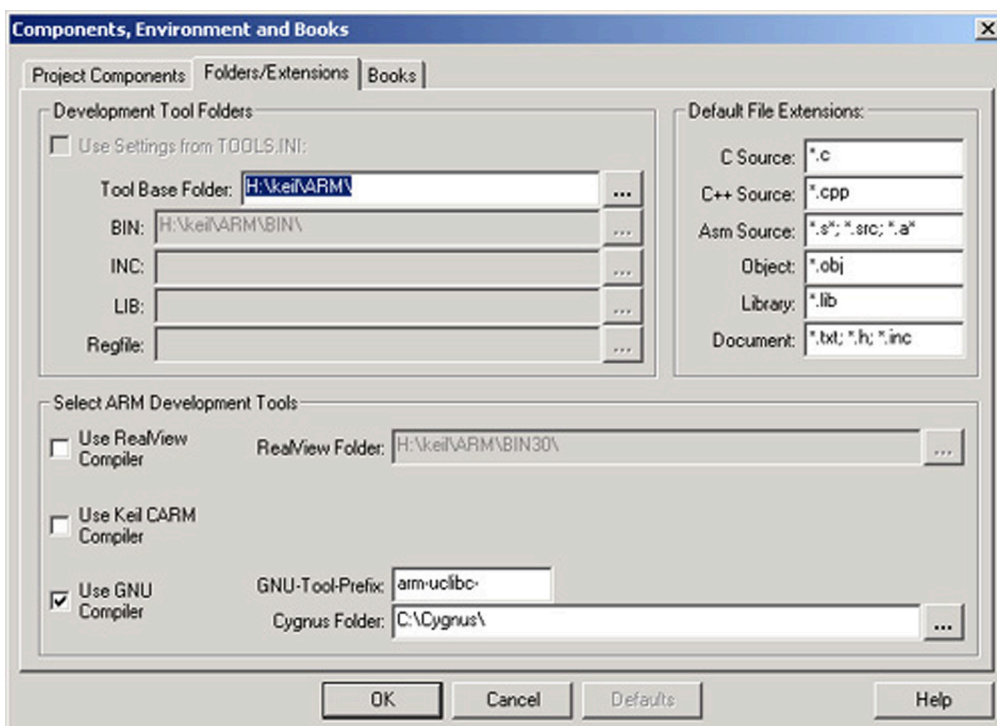 Components, Environment and Books
Project Components Folders/Extensions Books
Development Tool Folders
Use Settings from TOOLS.INI:
Tool Base Folder: H:\keil\ARM\ ...
BIN: H:\keil\ARM\BIN\ ...
INC: ...
LIB: ...
Regfile: ...
Default File Extensions:
C Source: *.c
C++ Source: *.cpp
Asm Source: *.s*; *.src; *.a*
Object: *.obj
Library: *.lib
Document: *.txt; *.h; *.inc
Select ARM Development Tools
Use RealView
Compiler
RealView Folder: H:\keil\ARM\BIN30\ ...
Use Keil CARM
Compiler
Use GNU
Compiler
GNU-Tool-Prefix: arm-uclibc-
Cygnus Folder: C:\Cygnus\ ...
OK Cancel Defaults Help